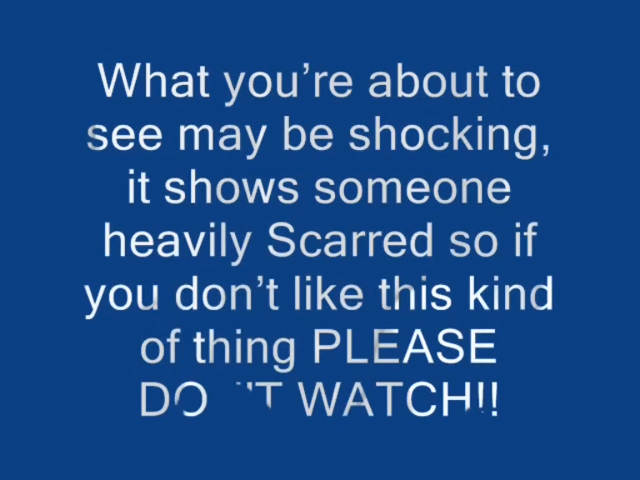 What you’re about to
see may be shocking,
it shows someone
heavily Scarred so if
you don’t like this kind
of thing PLEASE
DON'T WATCH!!